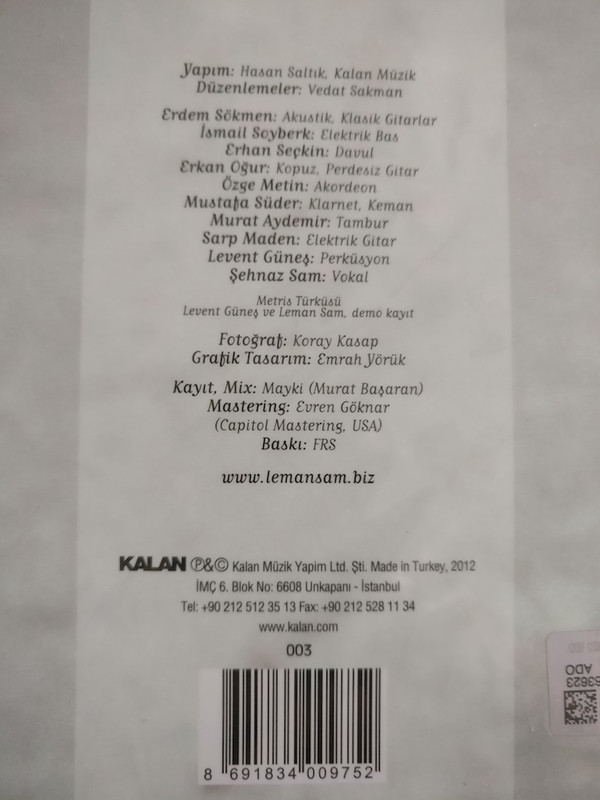 Yapım: Hasan Saltık, Kalan Müzik
Düzenlemeler: Vedat Sakman
Erdem Sökmen: Akustik, Klasik Gitarlar
İsmail Soyberk: Elektrik Bas
Erhan Seçkin: Davul
Erkan Oğur: Kopuz, Perdesiz Gitar
Özge Metin: Akordeon
Mustafa Süder: Klarnet, Keman
Murat Aydemir: Tambur
Sarp Maden: Elektrik Gitar
Levent Güneş: Perküsyon
Şehnaz Sam: Vokal
Metris Türküsü
Levent Güneş ve Leman Sam, demo kayıt
Fotoğraf: Koray Kasap
Grafik Tasarım: Emrah Yörük
Kayıt, Mix: Mayki (Murat Başaran)
Mastering: Evren Göknar
(Capitol Mastering, USA)
Baskı: FRS
www.lemansam.biz
KALAN ℗&© Kalan Müzik Yapim Ltd. Şti. Made in Turkey, 2012
İMÇ 6. Blok No: 6608 Unkapanı - İstanbul
Tel: +90 212 512 35 13 Fax: +90 212 528 11 34
www.kalan.com
003
8 691834 009752
ADO